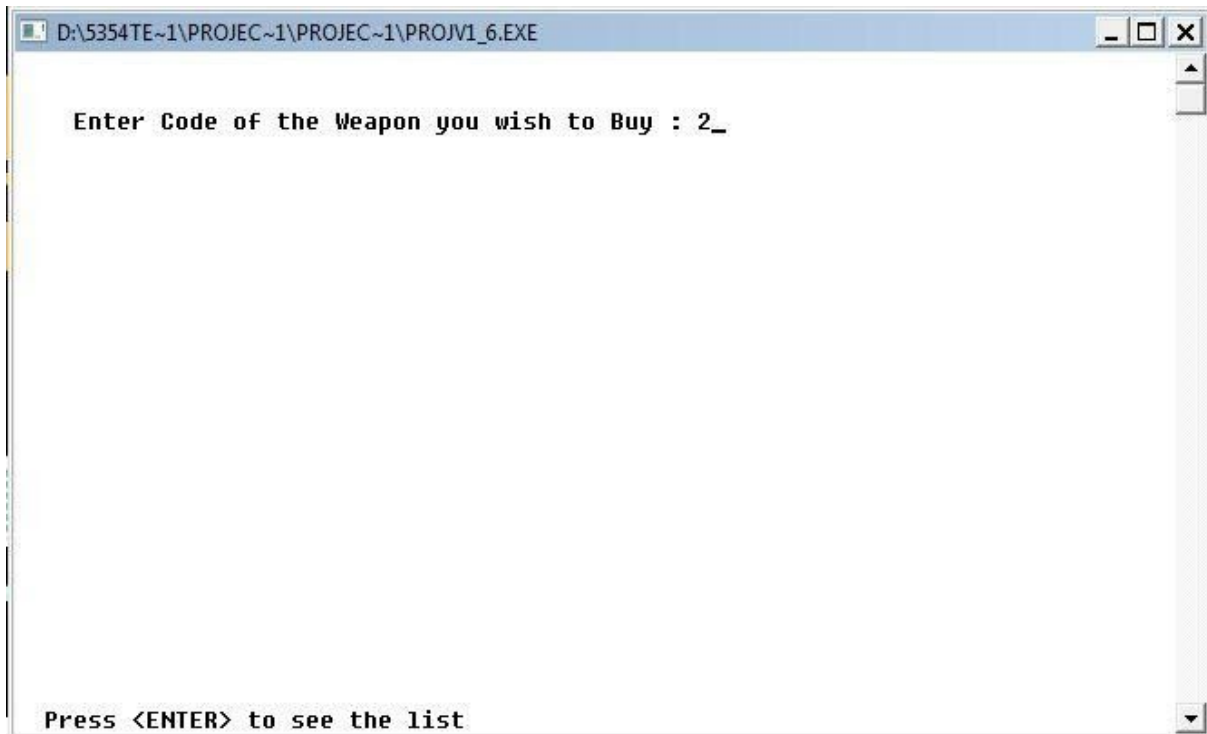 D:\5354TE~1\PROJEC~1\PROJEC~1\PROJV1_6.EXE
Enter Code of the Weapon you wish to Buy : 2_
Press <ENTER> to see the list